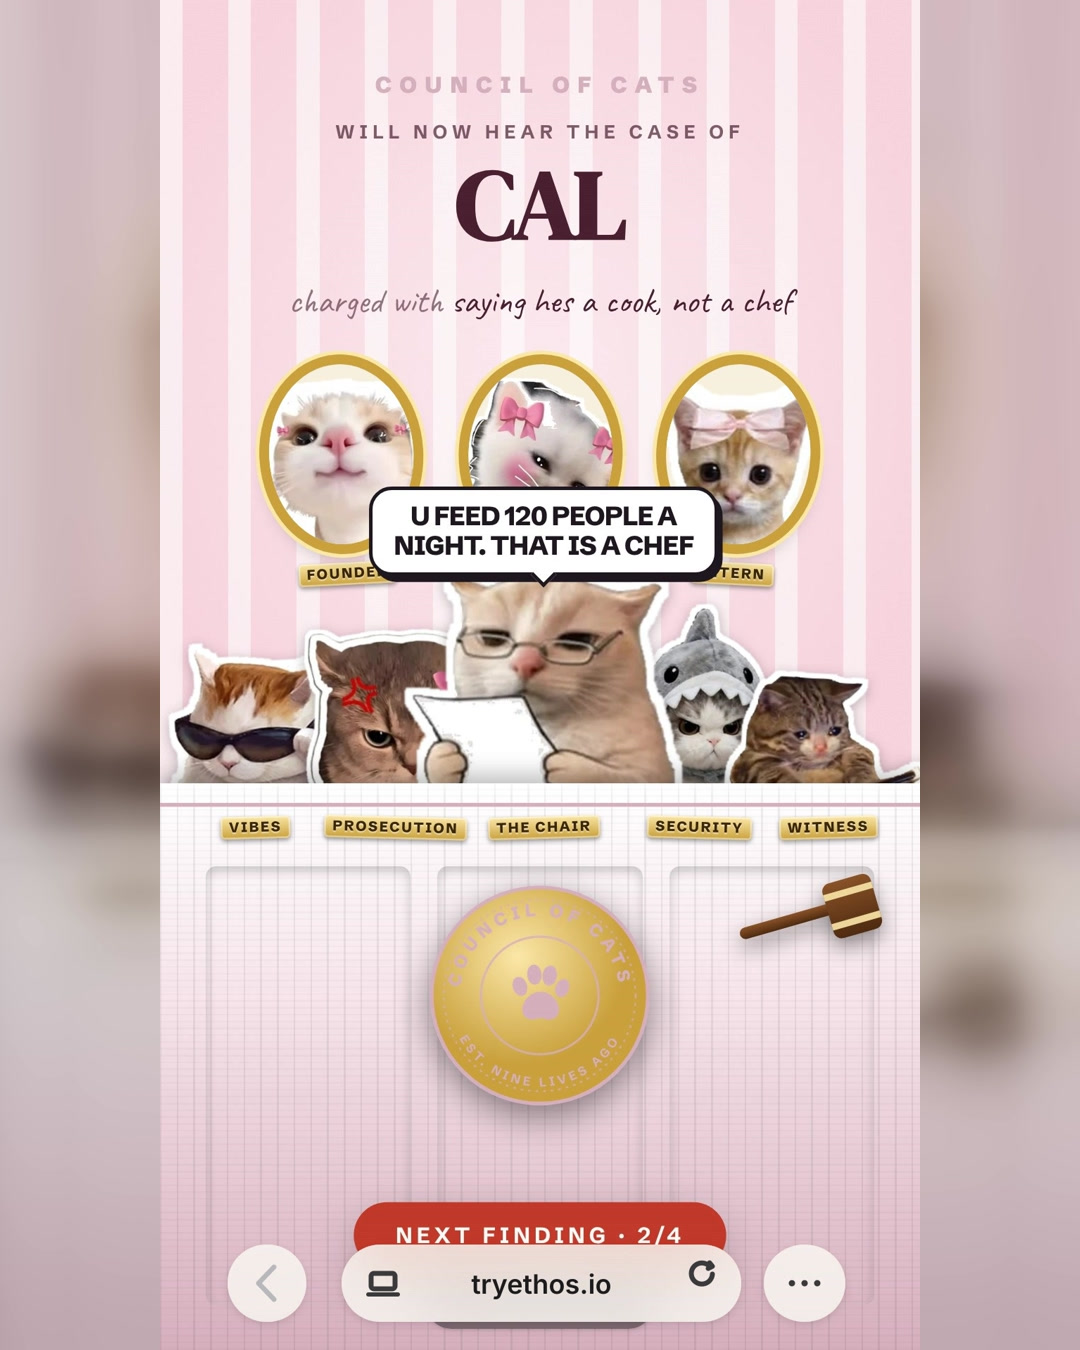 COUNCIL OF CATS
WILL NOW HEAR THE CASE OF
CAL
charged with saying hes a cook, not a chef
U FEED 120 PEOPLE A
NIGHT. THAT IS A CHEF
VIBES
PROSECUTION
THE CHAIR
SECURITY
WITNESS
COUNCIL OF CATS
EST. NINE LIVES AGO
NEXT FINDING · 2/4
tryethos.io